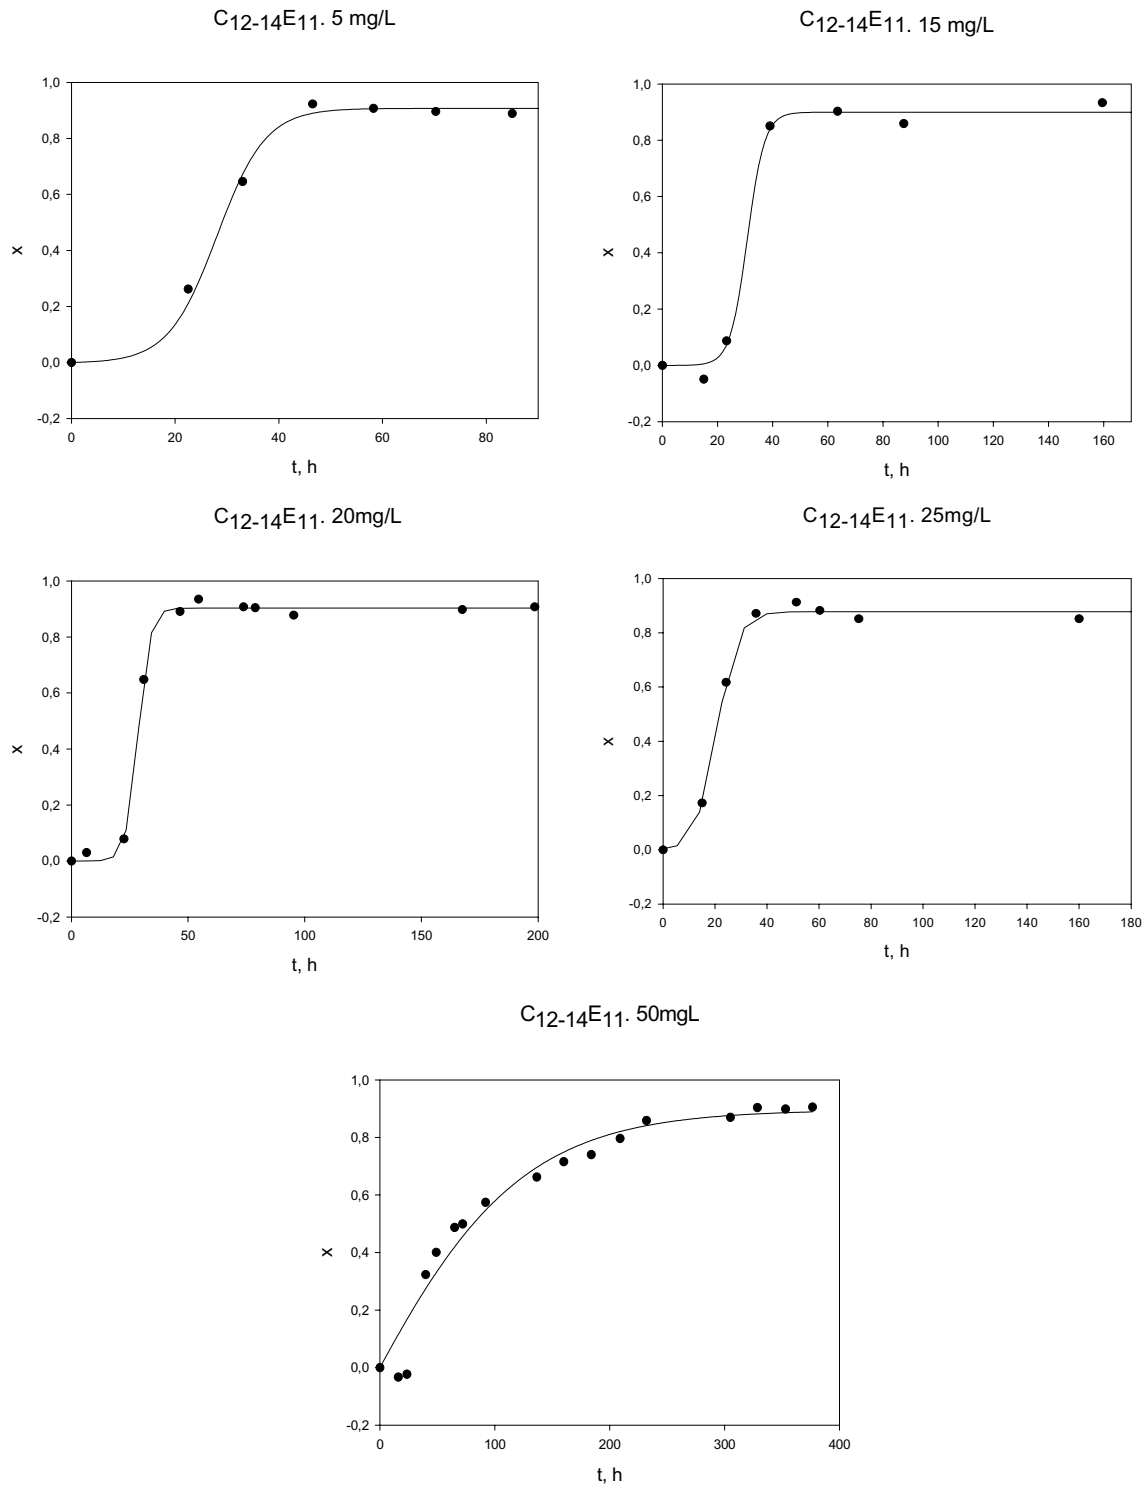 C12-14E11. 5 mg/L
1,0
0,8
0,6
0,4
0,2
0,0
-0,2
x
0 20 40 60 80
t, h
C12-14E11. 15 mg/L
1,0
0,8
0,6
0,4
0,2
0,0
-0,2
x
0 20 40 60 80 100 120 140 160
t, h
C12-14E11. 20mg/L
1,0
0,8
0,6
0,4
0,2
0,0
-0,2
x
0 50 100 150 200
t, h
C12-14E11. 25mg/L
1,0
0,8
0,6
0,4
0,2
0,0
-0,2
x
0 20 40 60 80 100 120 140 160 180
t, h
C12-14E11. 50mgL
1,0
0,8
0,6
0,4
0,2
0,0
-0,2
x
0 100 200 300 400
t, h